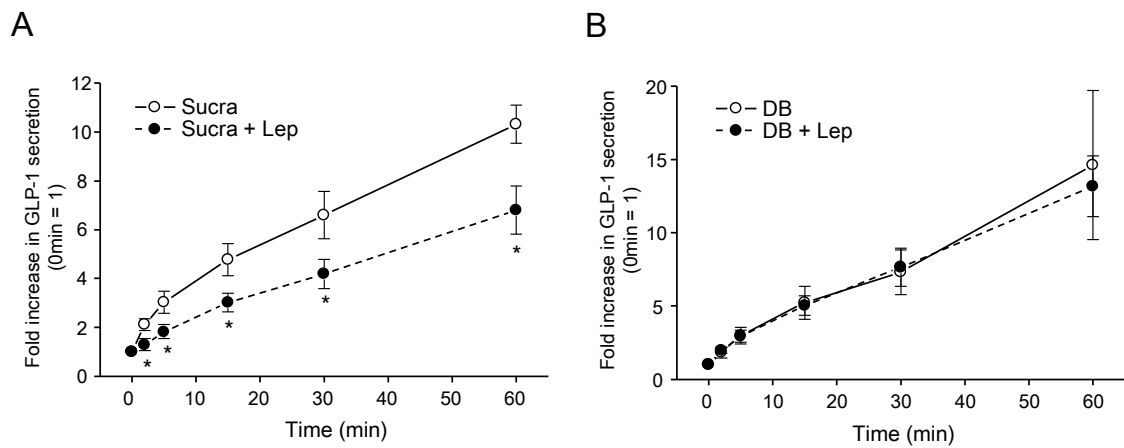 A
Fold increase in GLP-1 secretion
(0min = 1)
12
10
8
6
4
2
0
Sucra
Sucra + Lep
*
*
*
*
*
0
10
20
30
40
50
60
Time (min)
B
Fold increase in GLP-1 secretion
(0min = 1)
20
15
10
5
0
DB
DB + Lep
0
10
20
30
40
50
60
Time (min)